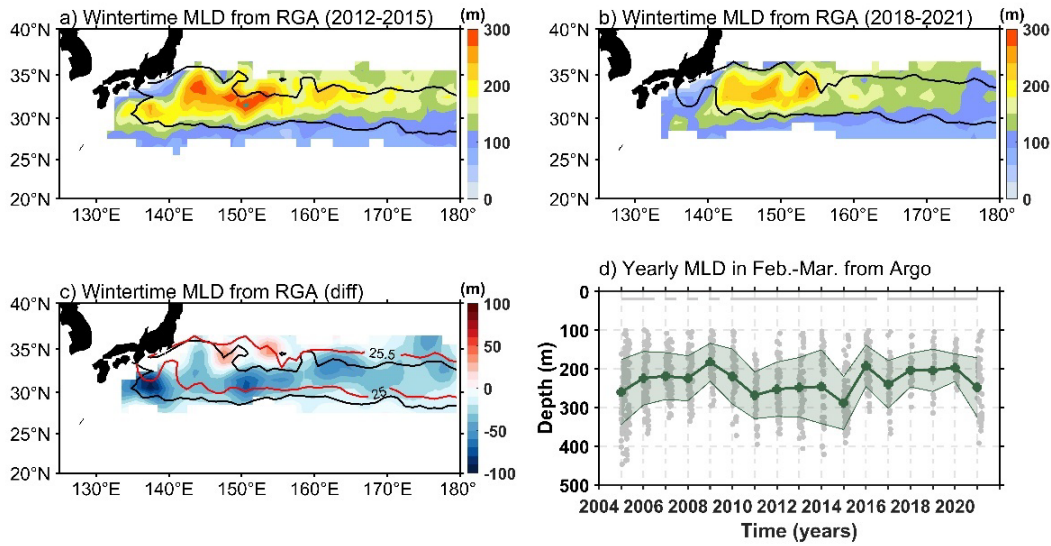 a) Wintertime MLD from RGA (2012-2015)
(m)
40°N
35°N
30°N
25°N
20°N
130°E
140°E
150°E
160°E
170°E
180°
300
200
100
0
b) Wintertime MLD from RGA (2018-2021)
(m)
40°N
35°N
30°N
25°N
20°N
130°E
140°E
150°E
160°E
170°E
180°
300
200
100
0
c) Wintertime MLD from RGA (diff)
(m)
40°N
35°N
30°N
25°N
20°N
130°E
140°E
150°E
160°E
170°E
180°
25.5
25
100
50
0
-50
-100
d) Yearly MLD in Feb.-Mar. from Argo
Depth (m)
0
100
200
300
400
500
2004 2006 2008 2010 2012 2014 2016 2018 2020
Time (years)